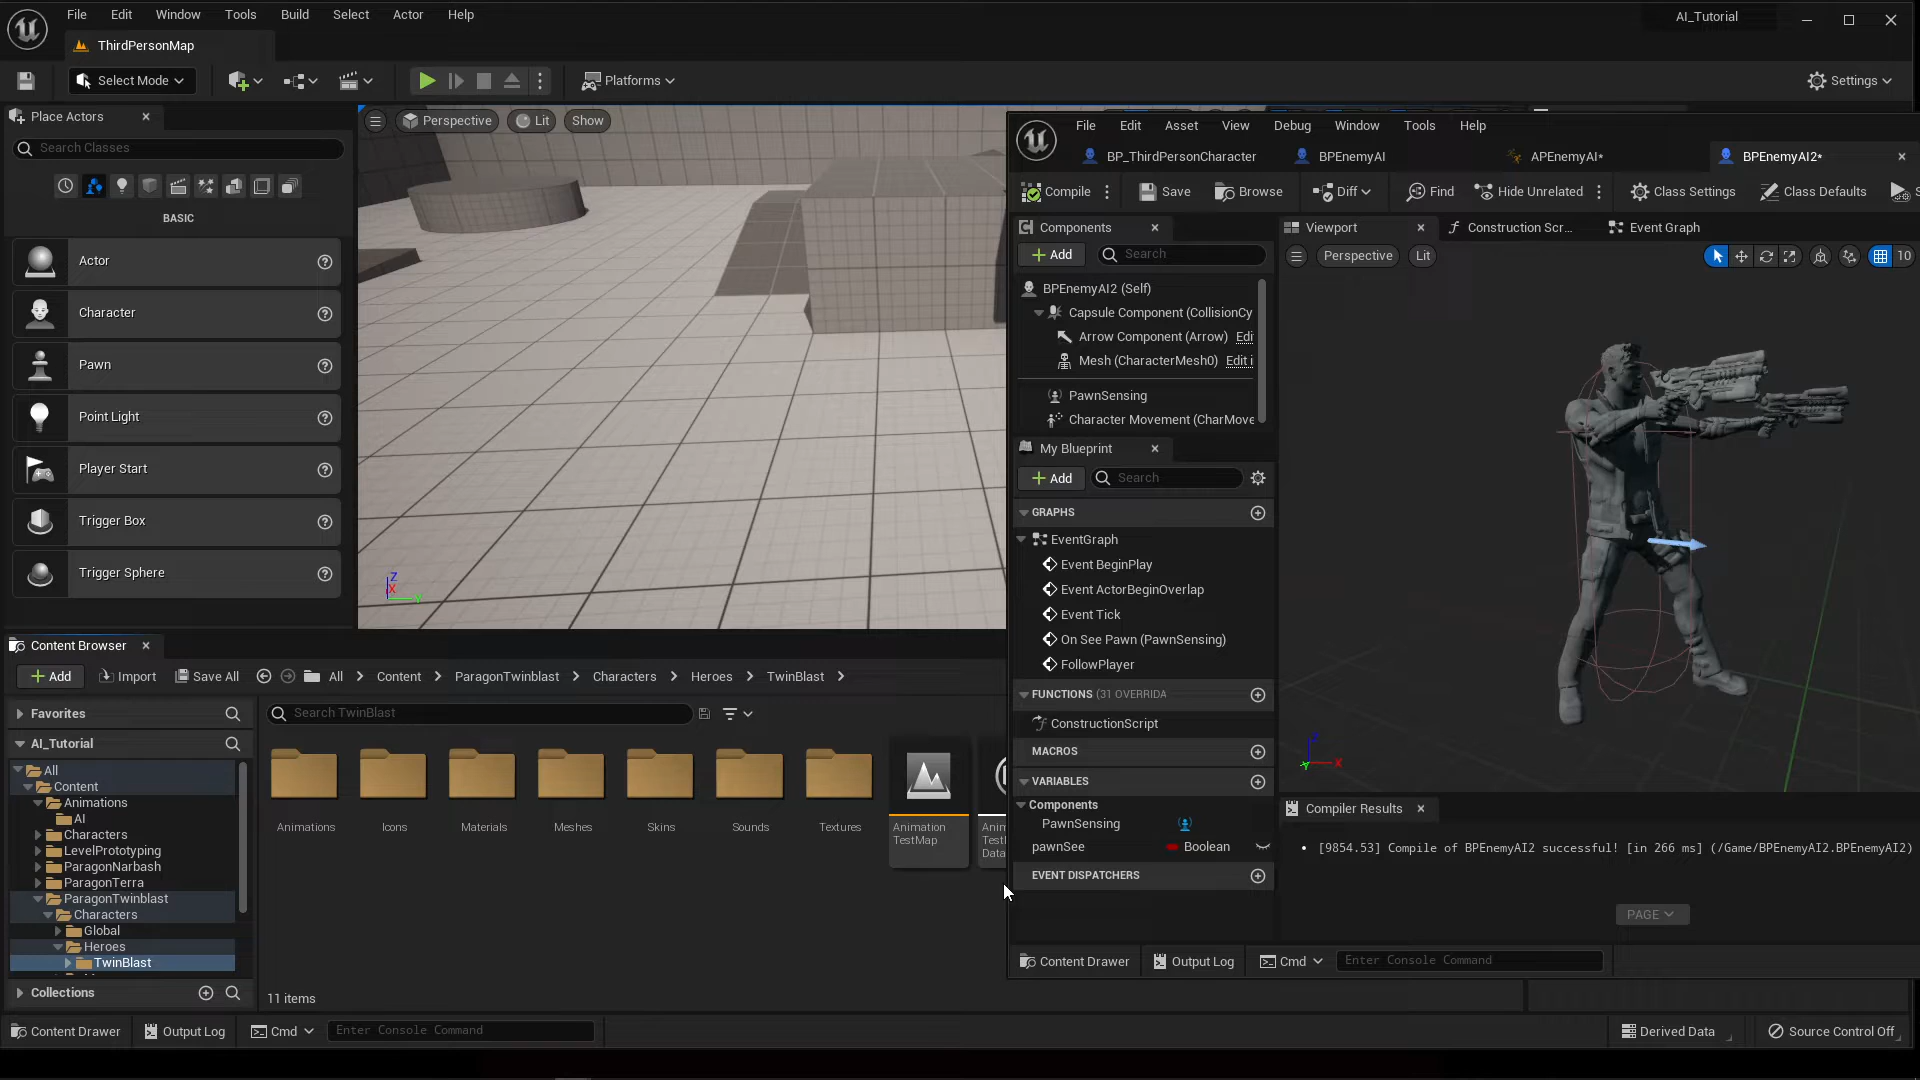 File Edit Window Tools Build Select Actor Help
AI_Tutorial
ThirdPersonMap
Select Mode
Platforms
Settings
Place Actors
Search Classes
BASIC
Actor
Character
Pawn
Point Light
Player Start
Trigger Box
Trigger Sphere
Perspective Lit Show
Z
X
Y
File Edit Asset View Debug Window Tools Help
BP_ThirdPersonCharacter
BPEnemyAI
APEnemyAI*
BPEnemyAI2*
Compile Save Browse Diff Find Hide Unrelated Class Settings Class Defaults S
Components
Add
Search
BPEnemyAI2 (Self)
Capsule Component (CollisionCy
Arrow Component (Arrow) Edi
Mesh (CharacterMesh0) Edit i
PawnSensing
Character Movement (CharMove
My Blueprint
Add
Search
GRAPHS
EventGraph
Event BeginPlay
Event ActorBeginOverlap
Event Tick
On See Pawn (PawnSensing)
FollowPlayer
FUNCTIONS (31 OVERRIDA
ConstructionScript
MACROS
VARIABLES
Components
PawnSensing
pawnSee Boolean
EVENT DISPATCHERS
Viewport
Construction Scr...
Event Graph
Perspective Lit
10
Compiler Results
[9854.53] Compile of BPEnemyAI2 successful! [in 266 ms] (/Game/BPEnemyAI2.BPEnemyAI2)
PAGE
Content Drawer Output Log Cmd Enter Console Command
Content Browser
Add Import Save All All Content ParagonTwinblast Characters Heroes TwinBlast
Favorites
AI_Tutorial
All
Content
Animations
AI
Characters
LevelPrototyping
ParagonNarbash
ParagonTerra
ParagonTwinblast
Characters
Global
Heroes
TwinBlast
Collections
Search TwinBlast
Animations Icons Materials Meshes Skins Sounds Textures
Animation
TestMap
Anim
Test
Data
11 items
Content Drawer Output Log Cmd Enter Console Command
Derived Data Source Control Off